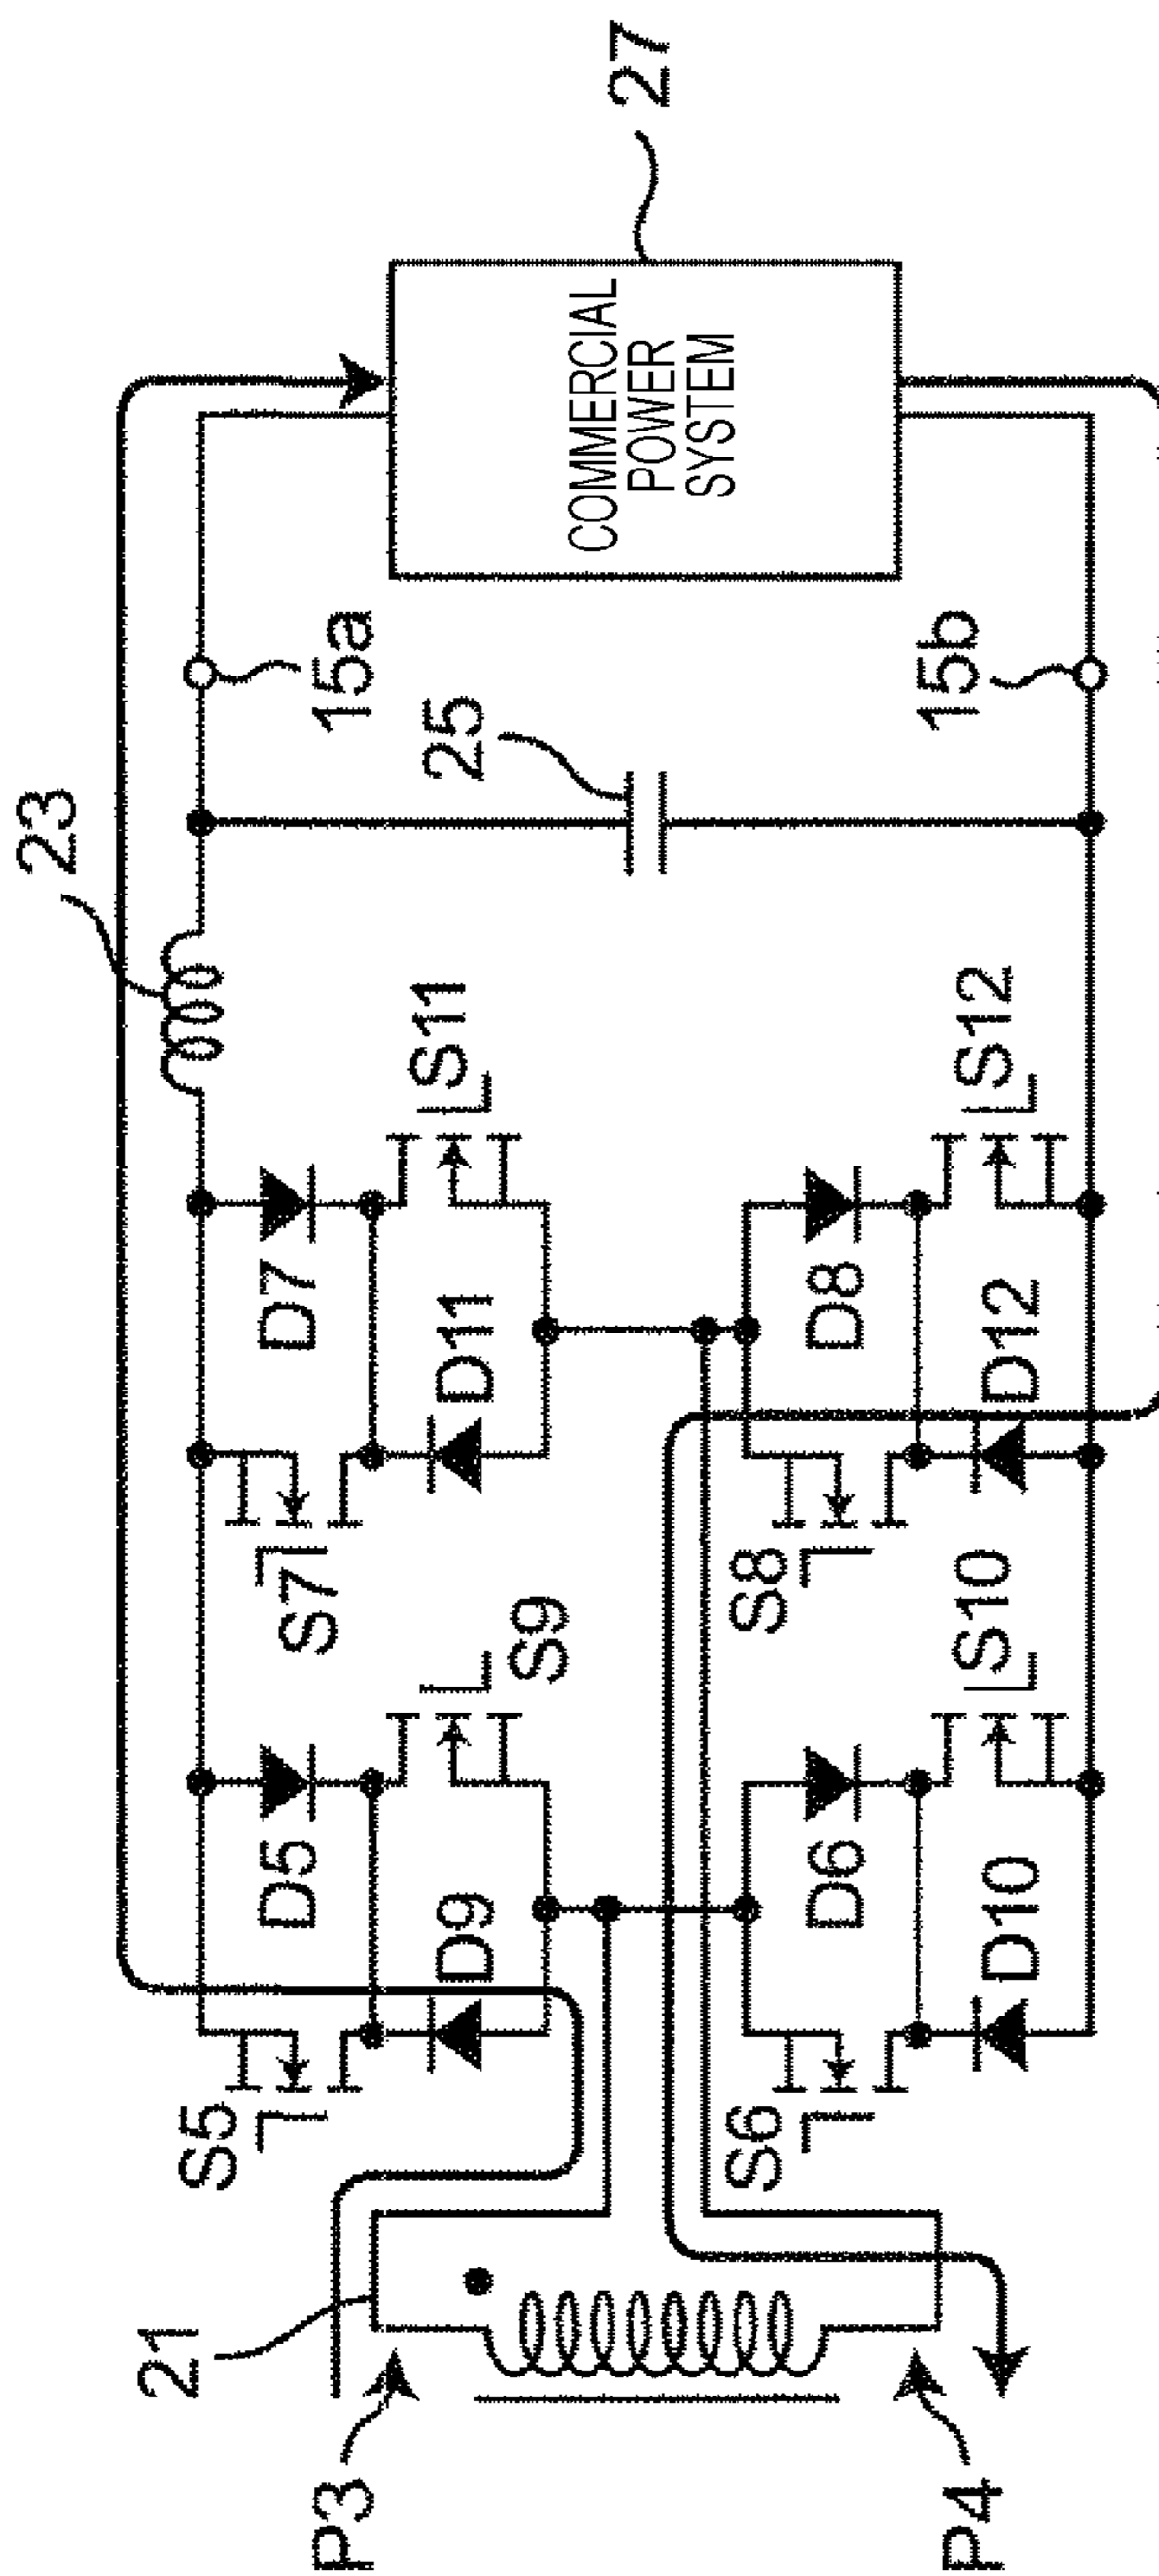 23
27
COMMERCIAL
POWER
SYSTEM
15a
25
15b
S11
D7
D11
S7
S9
D5
D9
S5
S12
D8
D12
S8
S10
D6
D10
S6
21
P3
P4